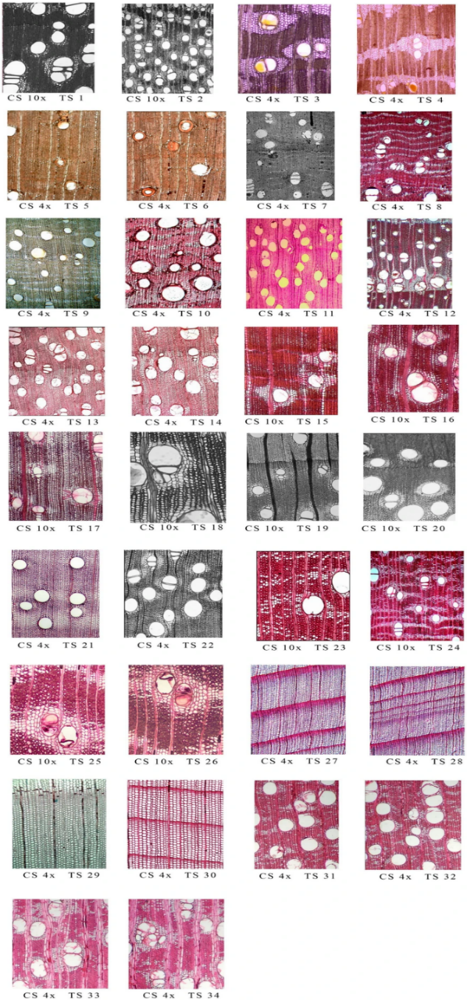 CS 10x TS 1 CS 10x TS 2 CS 4x TS 3 CS 4x TS 4
CS 4x TS 5 CS 4x TS 6 CS 4x TS 7 CS 4x TS 8
CS 4x TS 9 CS 4x TS 10 CS 4x TS 11 CS 4x TS 12
CS 4x TS 13 CS 4x TS 14 CS 10x TS 15 CS 10x TS 16
CS 10x TS 17 CS 10x TS 18 CS 10x TS 19 CS 10x TS 20
CS 4x TS 21 CS 4x TS 22 CS 10x TS 23 CS 10x TS 24
CS 10x TS 25 CS 10x TS 26 CS 4x TS 27 CS 4x TS 28
CS 4x TS 29 CS 4x TS 30 CS 4x TS 31 CS 4x TS 32
CS 4x TS 33 CS 4x TS 34